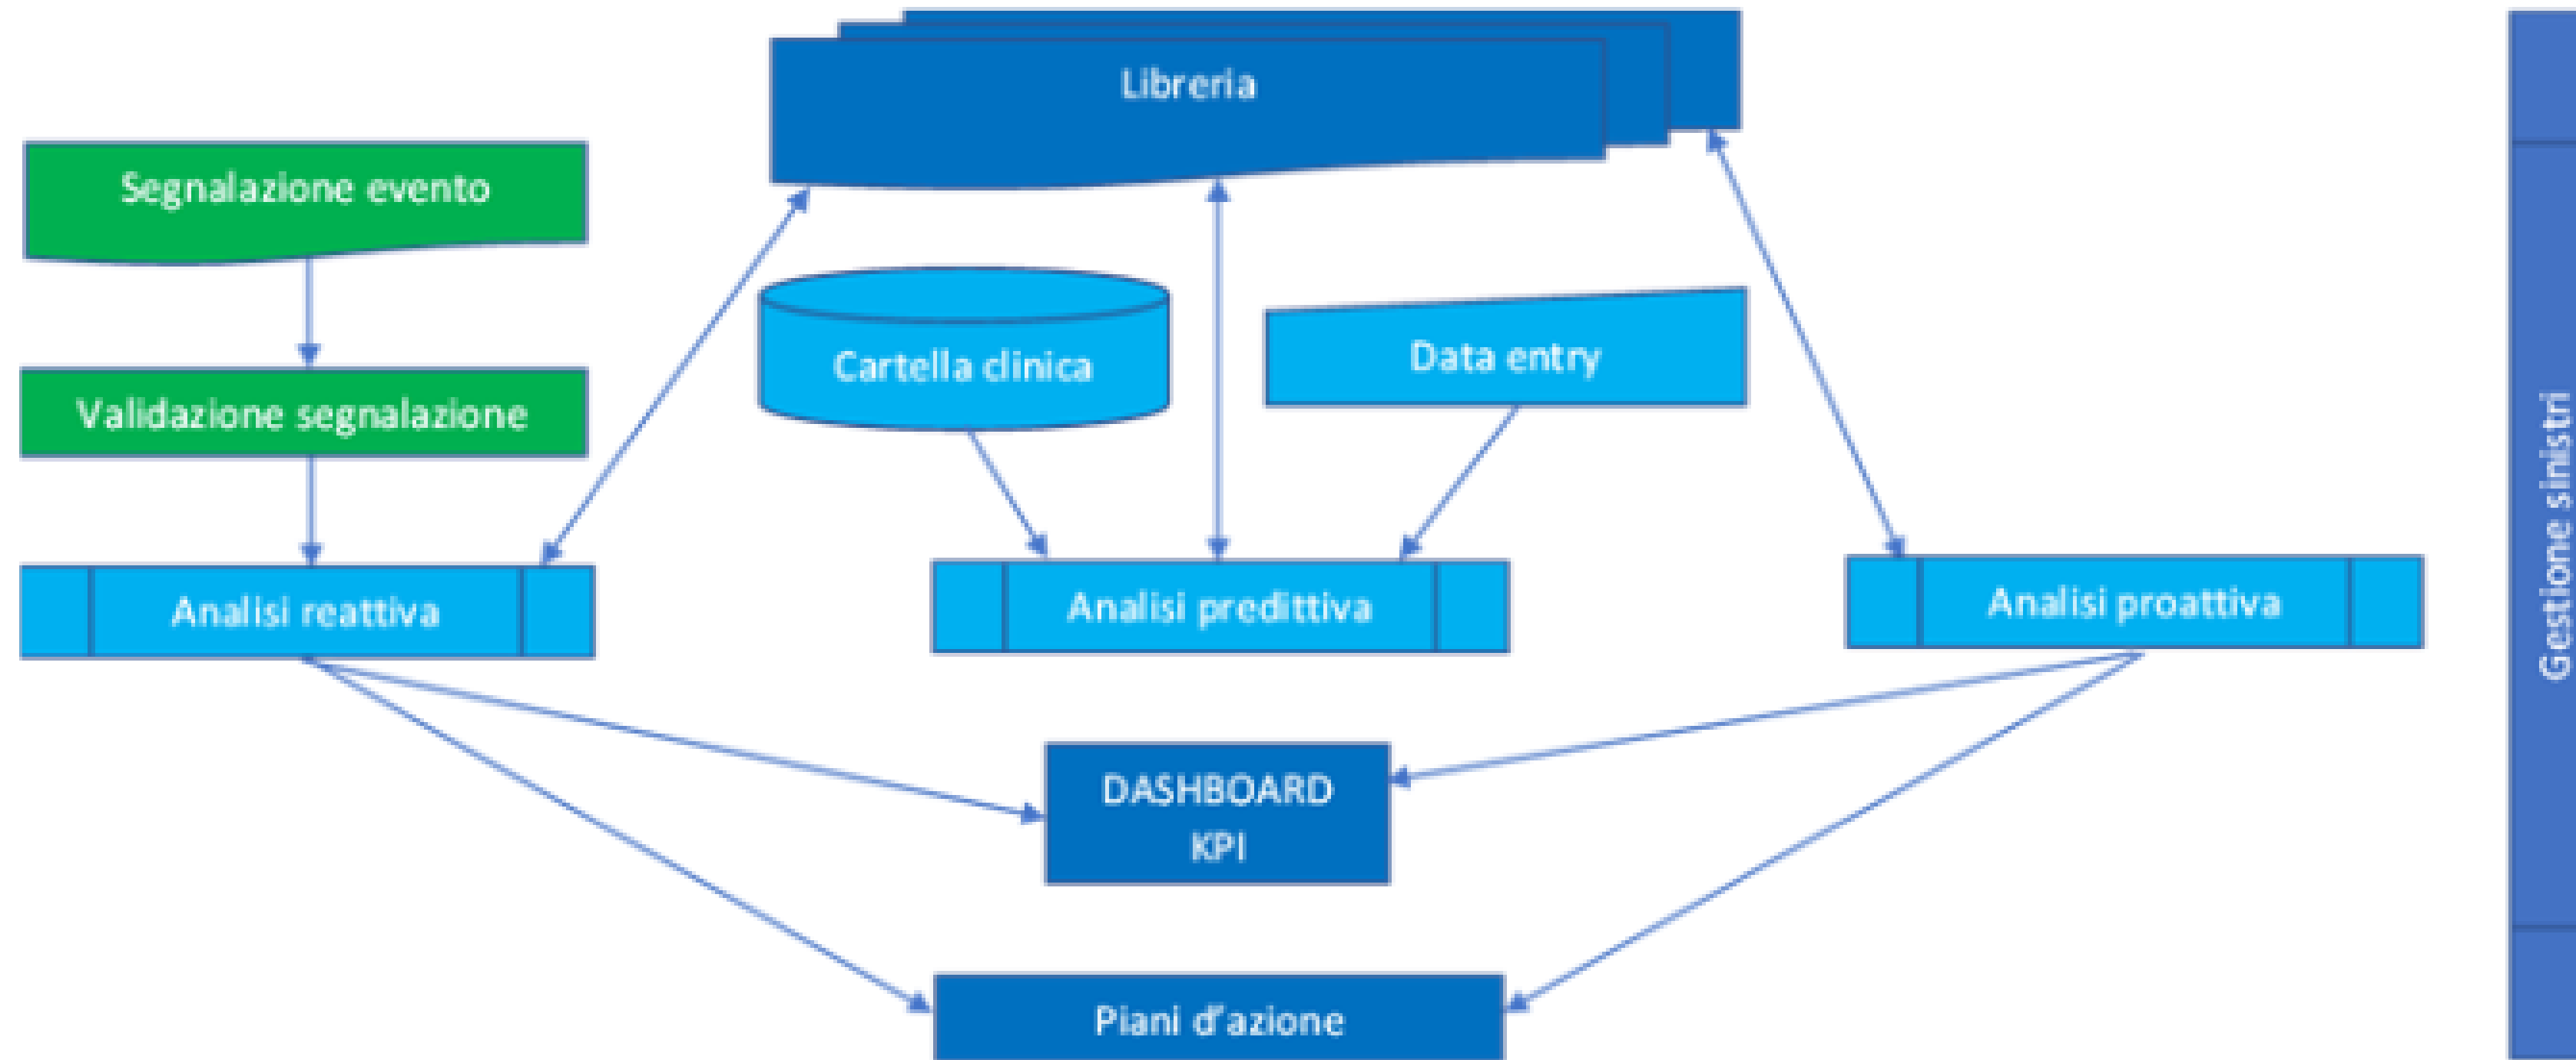 Libreria
Segnalazione evento
Cartella clinica
Data entry
Validazione segnalazione
Analisi reattiva
Analisi predittiva
Analisi proattiva
DASHBOARD
KPI
Piani d'azione
Gestione sinistri